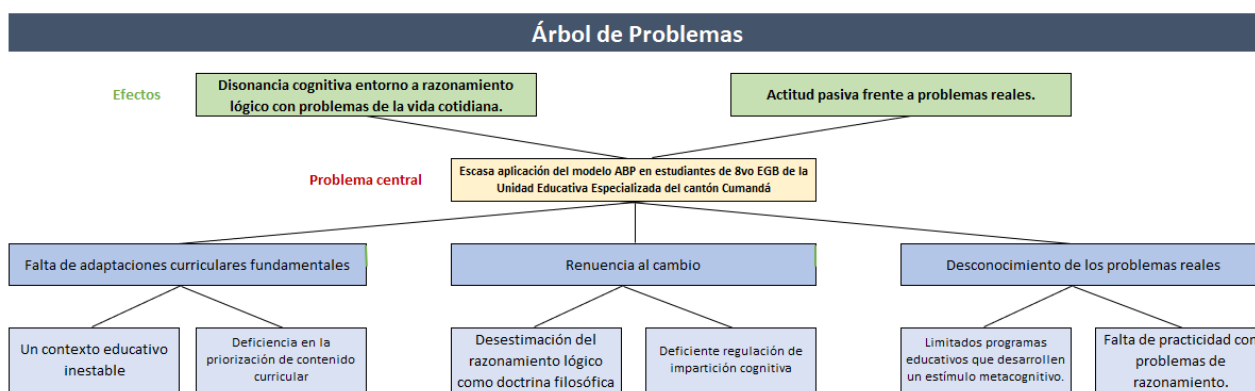 Árbol de Problemas
Efectos
Disonancia cognitiva entorno a razonamiento
lógico con problemas de la vida cotidiana.
Actitud pasiva frente a problemas reales.
Problema central
Escasa aplicación del modelo ABP en estudiantes de 8vo EGB de la
Unidad Educativa Especializada del cantón Cumandá
Falta de adaptaciones curriculares fundamentales
Renuencia al cambio
Desconocimiento de los problemas reales
Un contexto educativo
inestable
Deficiencia en la
priorización de contenido
curricular
Desestimación del
razonamiento lógico
como doctrina filosófica
Deficiente regulación de
impartición cognitiva
Limitados programas
educativos que desarrollen
un estímulo metacognitivo.
Falta de practicidad con
problemas de
razonamiento.